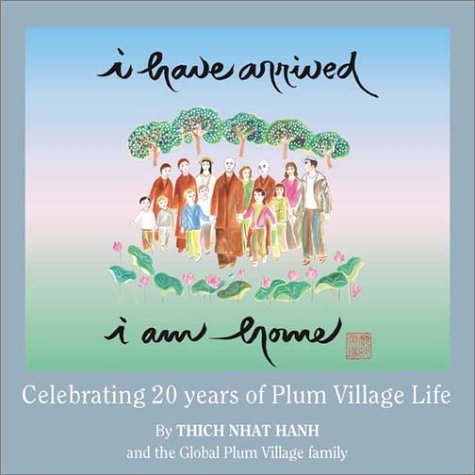 i have arrived
i am home
Celebrating 20 years of Plum Village Life
By THICH NHAT HANH
and the Global Plum Village family